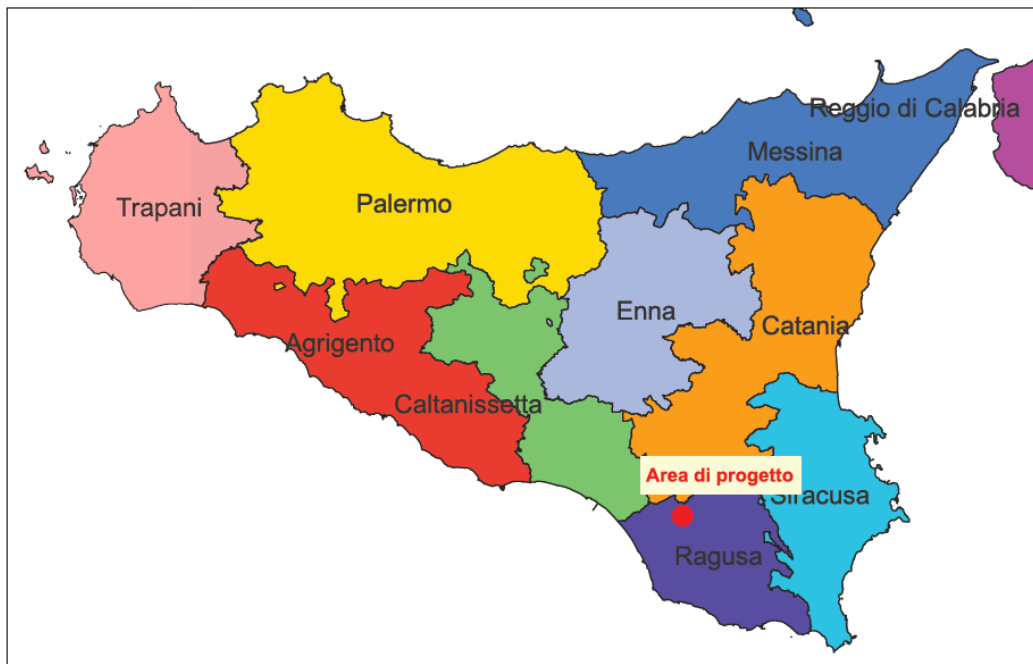 Reggio di Calabria
Messina
Trapani
Palermo
Enna
Catania
Agrigento
Caltanissetta
Area di progetto
Siracusa
Ragusa